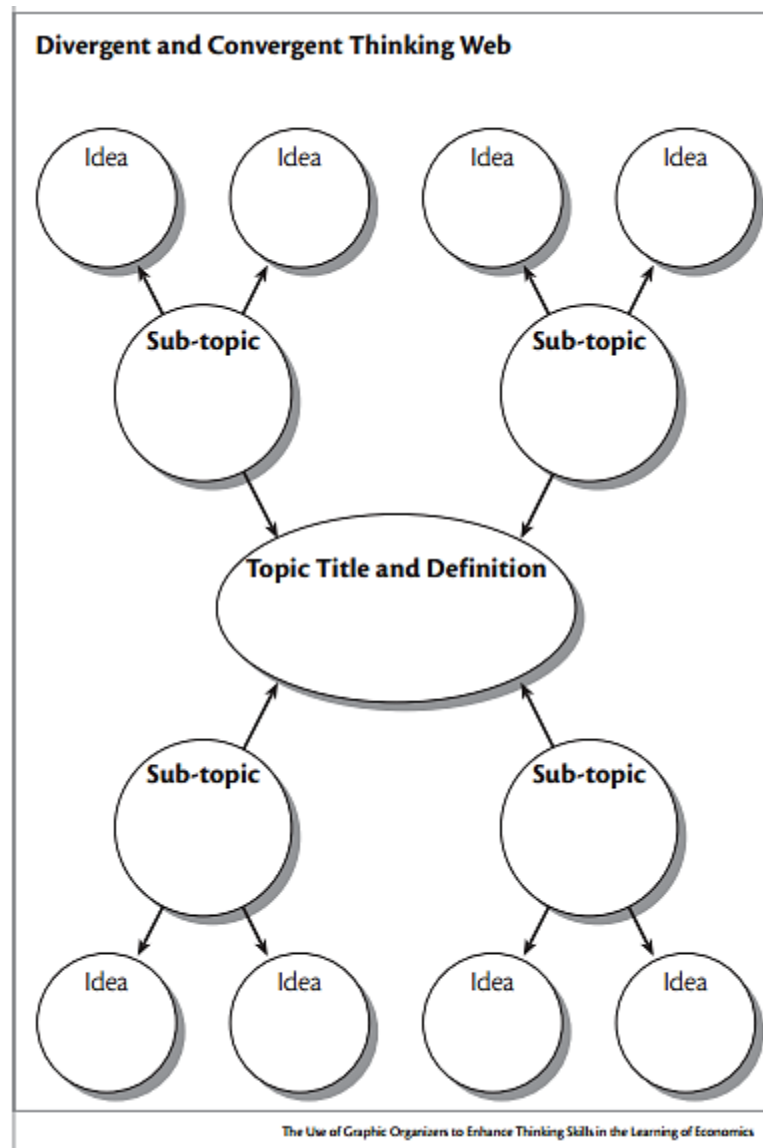 Divergent and Convergent Thinking Web
Idea
Idea
Idea
Idea
Sub-topic
Sub-topic
Topic Title and Definition
Sub-topic
Sub-topic
Idea
Idea
Idea
Idea
The Use of Graphic Organizers to Enhance Thinking Skills in the Learning of Economics